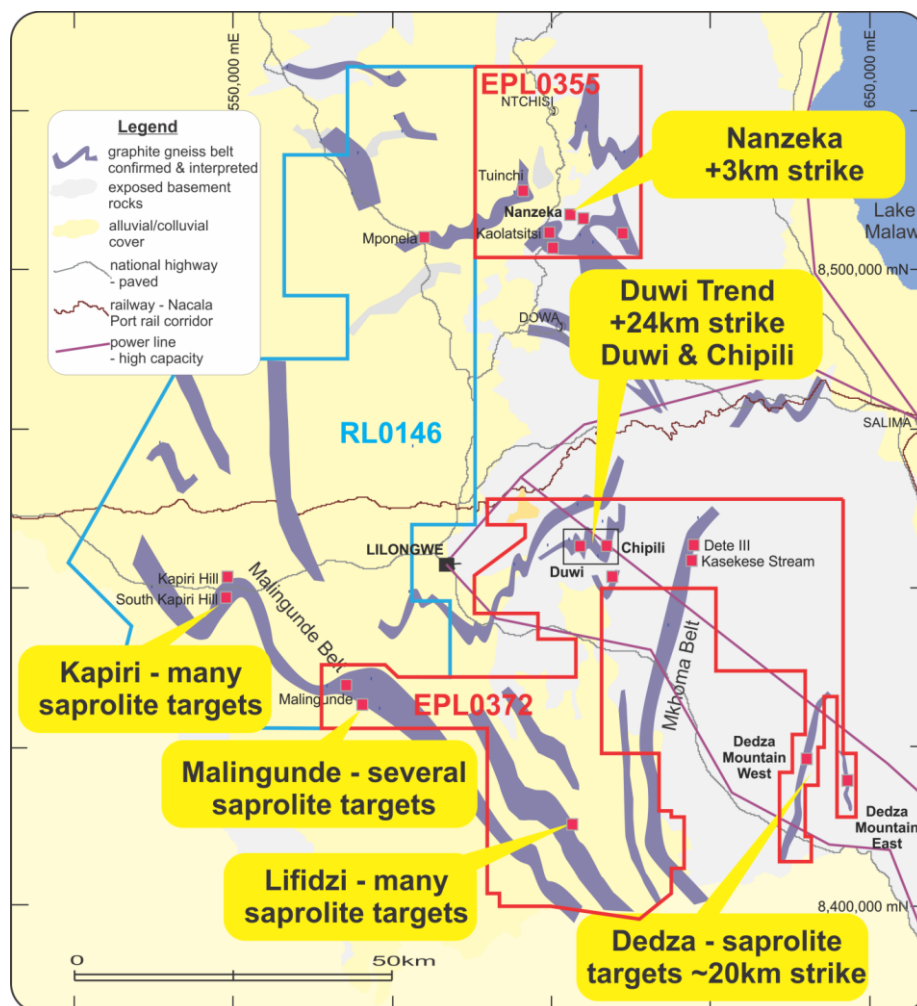 550,000 mE
650,000 mE
EPL0355
NTCHISI
Legend
graphite gneiss belt
confirmed & interpreted
exposed basement
rocks
alluvial/colluvial
cover
national highway
- paved
railway - Nacala
Port rail corridor
power line
- high capacity
Nanzeka
+3km strike
Tuinchi
Nanzeka
Kaolatsitsi
Mponela
Lake
Malaw
8,500,000 mN
Duwi Trend
+24km strike
Duwi & Chipili
DOWA
RL0146
SALIMA
LILONGWE
Chipili
Duwi
Dete III
Kasekese Stream
Kapiri Hill
South Kapiri Hill
Malingunde Belt
Mkhoma Belt
Kapiri - many
saprolite targets
Malingunde
EPL0372
Malingunde - several
saprolite targets
Dedza
Mountain
West
Dedza
Mountain
East
Lifidzi - many
saprolite targets
8,400,000 mN
Dedza - saprolite
targets ~20km strike
0
50km